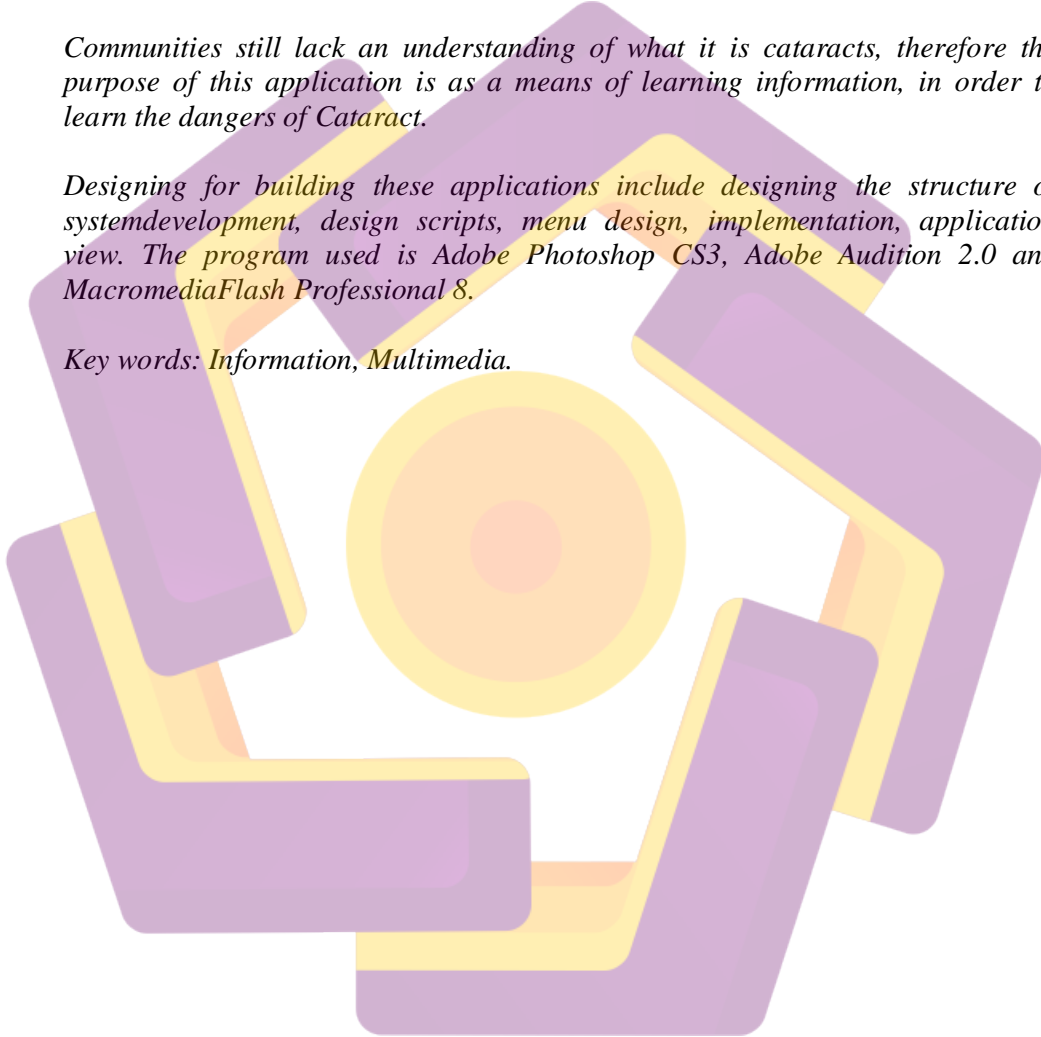 Communities still lack an understanding of what it is cataracts, therefore th
purpose of this application is as a means of learning information, in order t
learn the dangers of Cataract.
Designing for building these applications include designing the structure o
systemdevelopment, design scripts, menu design, implementation, applicatio
view. The program used is Adobe Photoshop CS3, Adobe Audition 2.0 an
MacromediaFlash Professional 8.
Key words: Information, Multimedia.